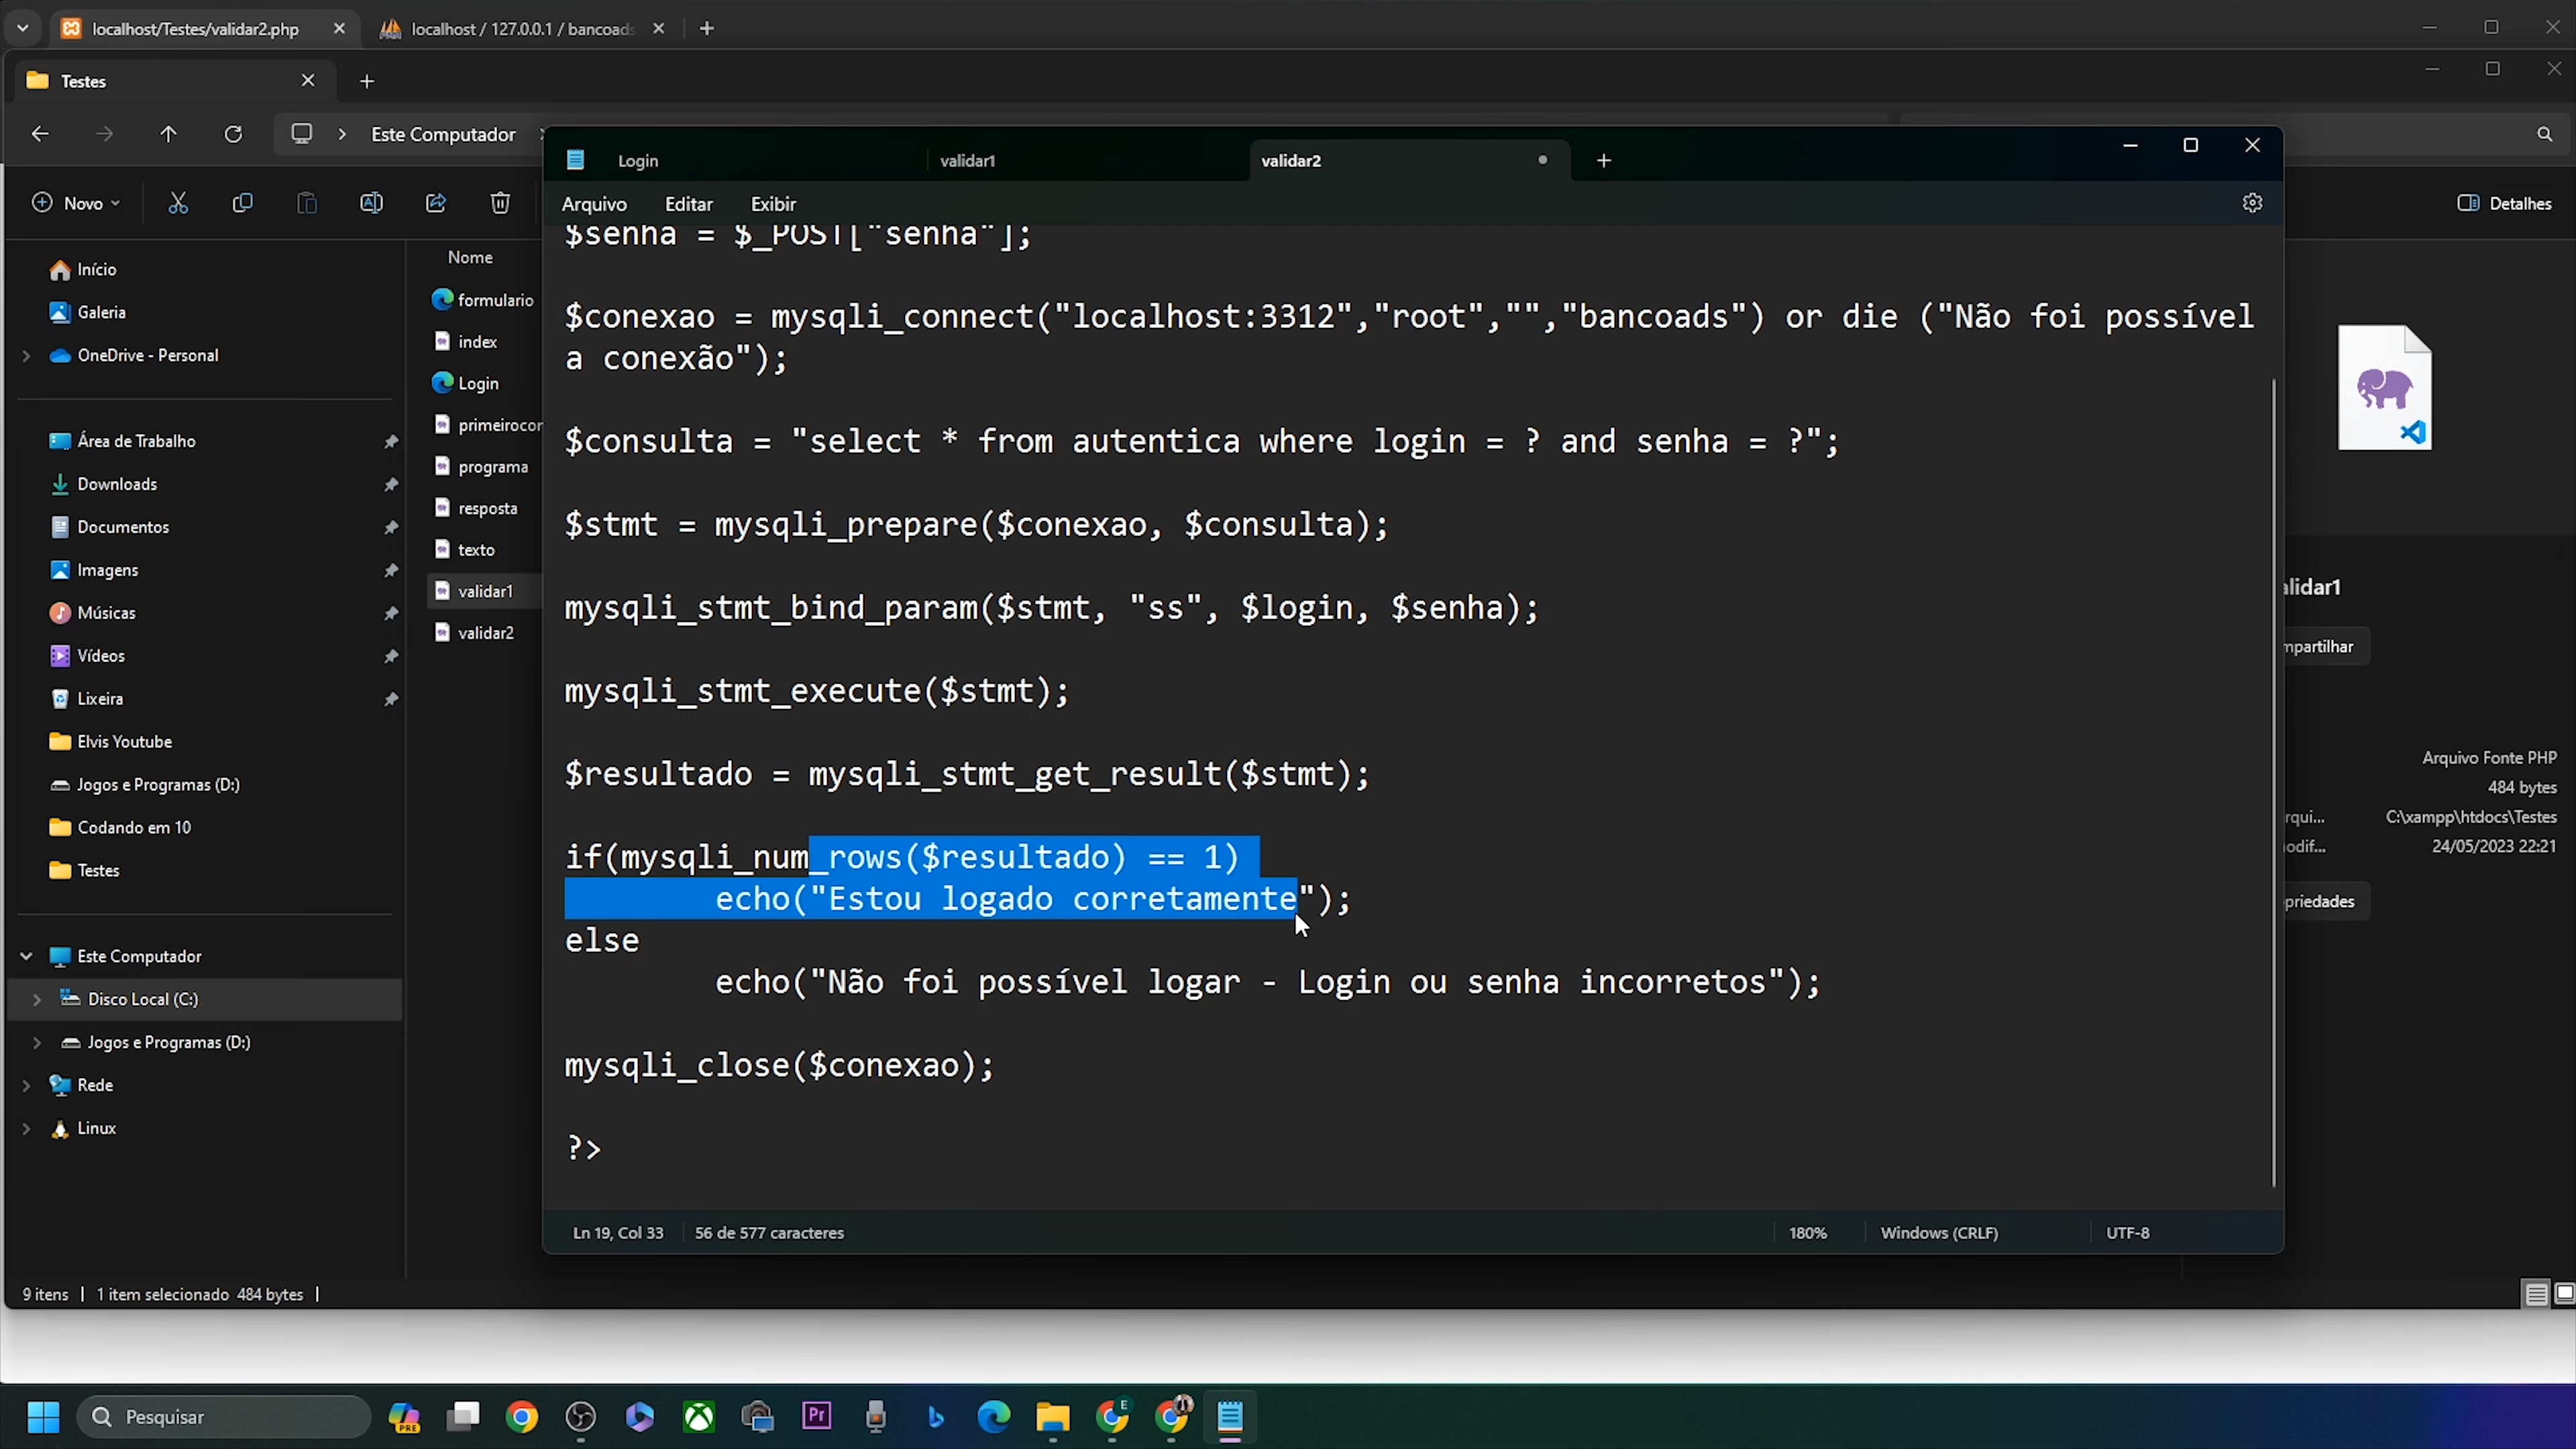 localhost/Testes/validar2.php
localhost / 127.0.0.1 / bancoads
Testes
Este Computador
Novo
Detalhes
Login
validar1
validar2
Arquivo
Editar
Exibir
Início
Galeria
OneDrive - Personal
Área de Trabalho
Downloads
Documentos
Imagens
Músicas
Vídeos
Lixeira
Elvis Youtube
Jogos e Programas (D:)
Codando em 10
Testes
Este Computador
Disco Local (C:)
Jogos e Programas (D:)
Rede
Linux
Nome
formulario
index
Login
primeirocor
programa
resposta
texto
validar1
validar2
$senha = $_POST["senha"];
$conexao = mysqli_connect("localhost:3312","root","","bancoads") or die ("Não foi possível
a conexão");
$consulta = "select * from autentica where login = ? and senha = ?";
$stmt = mysqli_prepare($conexao, $consulta);
mysqli_stmt_bind_param($stmt, "ss", $login, $senha);
mysqli_stmt_execute($stmt);
$resultado = mysqli_stmt_get_result($stmt);
if(mysqli_num_rows($resultado) == 1)
echo("Estou logado corretamente");
else
echo("Não foi possível logar - Login ou senha incorretos");
mysqli_close($conexao);
?>
Ln 19, Col 33
56 de 577 caracteres
180%
Windows (CRLF)
UTF-8
alidar1
mpartilhar
Arquivo Fonte PHP
484 bytes
rqui...
C:\xampp\htdocs\Testes
odif...
24/05/2023 22:21
priedades
9 itens
1 item selecionado 484 bytes
Pesquisar
PRE
Pr
E